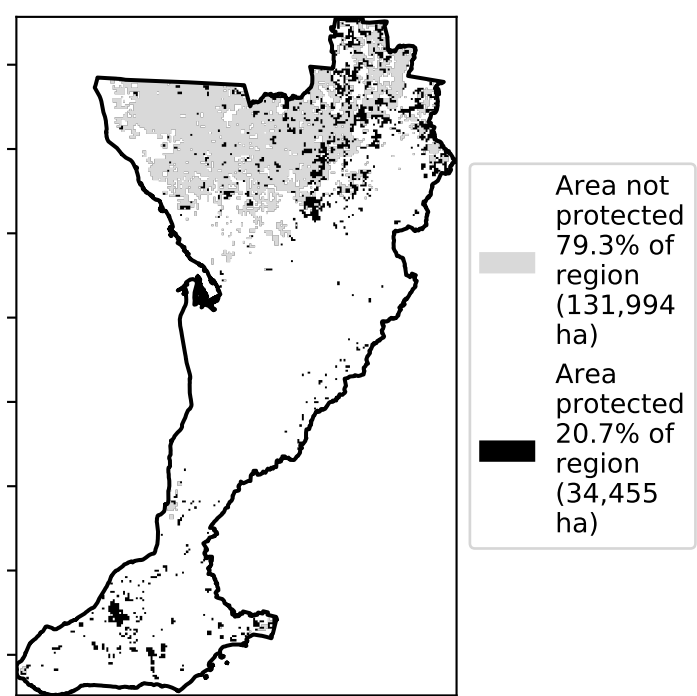 Area not
protected
79.3% of
region
(131,994
ha)
Area
protected
20.7% of
region
(34,455
ha)